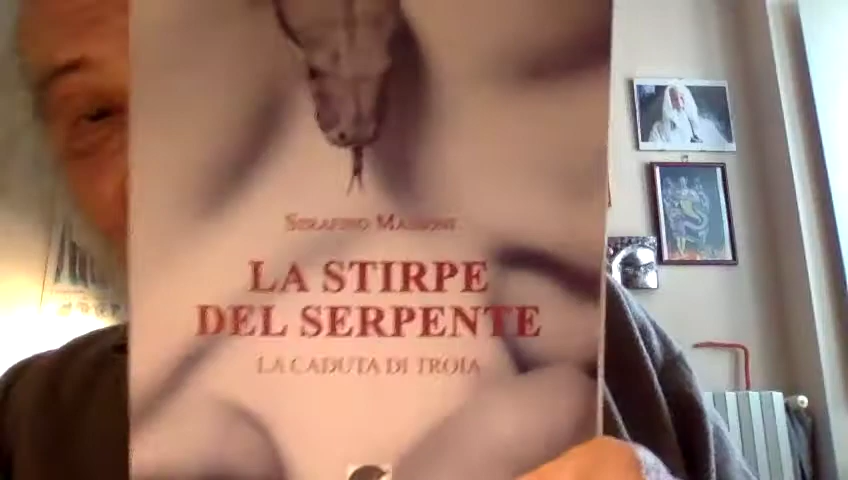 SERAFINO MASSONI
LA STIRPE
DEL SERPENTE
LA CADUTA DI TROIA